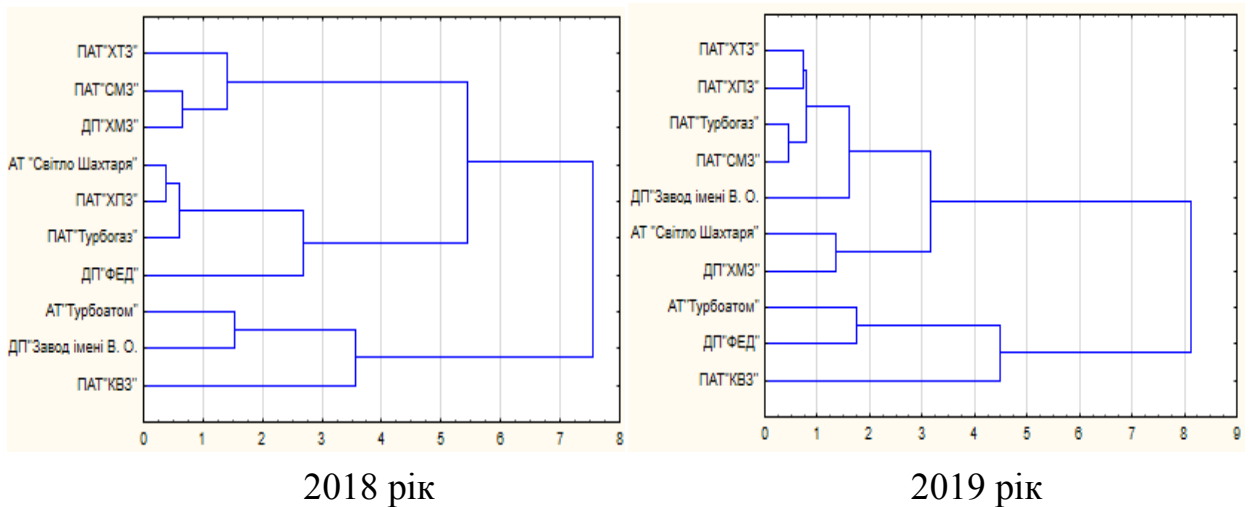 ПАТ"ХТЗ"
ПАТ"СМЗ"
ДП"ХМЗ"
АТ "Світло Шахтаря"
ПАТ"ХПЗ"
ПАТ"Турбогаз"
ДП"ФЕД"
АТ"Турбоатом"
ДП"Завод імені В. О.
ПАТ"КВЗ"
0 1 2 3 4 5 6 7 8
2018 рік
ПАТ"ХТЗ"
ПАТ"ХПЗ"
ПАТ"Турбогаз"
ПАТ"СМЗ"
ДП"Завод імені В. О.
АТ "Світло Шахтаря"
ДП"ХМЗ"
АТ"Турбоатом"
ДП"ФЕД"
ПАТ"КВЗ"
0 1 2 3 4 5 6 7 8 9
2019 рік